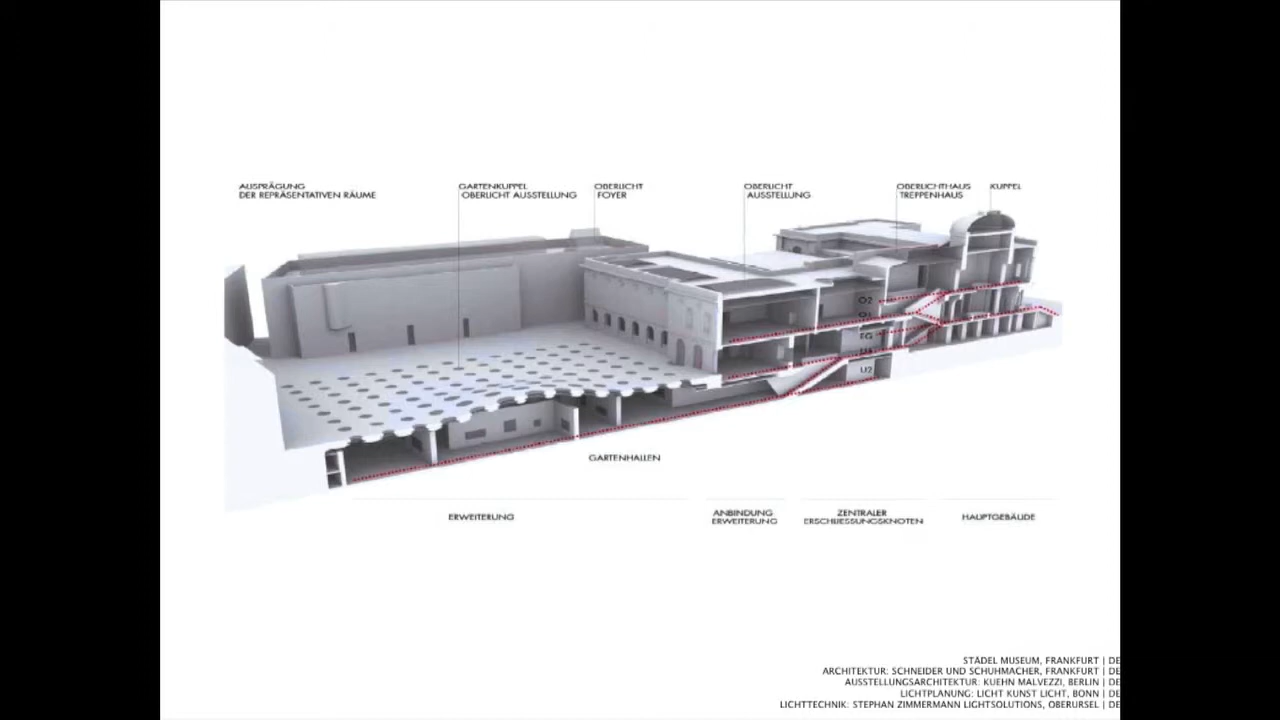 AUSPRÄGUNG
DER REPRÄSENTATIVEN RÄUME
GARTENKUPPEL
OBERLICHT AUSSTELLUNG
OBERLICHT
FOYER
OBERLICHT
AUSSTELLUNG
OBERLICHTHAUS
TREPPENHAUS
KUPPEL
O2
O1
EG
U1
U2
GARTENHALLEN
ERWEITERUNG
ANBINDUNG
ERWEITERUNG
ZENTRALER
ERSCHLIESSUNGSKNOTEN
HAUPTGEBÄUDE
STÄDEL MUSEUM, FRANKFURT | DE
ARCHITEKTUR: SCHNEIDER UND SCHUHMACHER, FRANKFURT | DE
AUSSTELLUNGSARCHITEKTUR: KUEHN MALVEZZI, BERLIN | DE
LICHTPLANUNG: LICHT KUNST LICHT, BONN | DE
LICHTTECHNIK: STEPHAN ZIMMERMANN LIGHTSOLUTIONS, OBERURSEL | DE